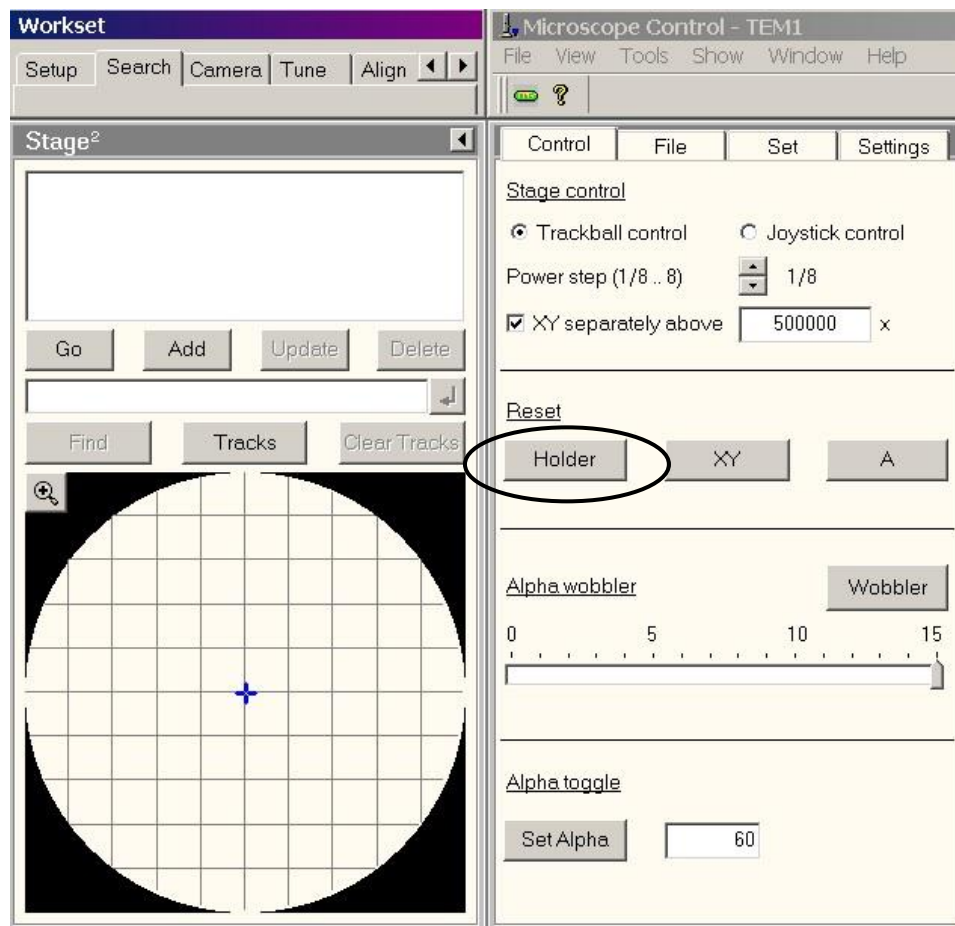 Workset
Setup Search Camera Tune Align
Stage²
Go Add Update Delete
Find Tracks Clear Tracks
Microscope Control - TEM1
File View Tools Show Window Help
Control File Set Settings
Stage control
Trackball control Joystick control
Power step (1/8 .. 8) 1/8
XY separately above 500000 x
Reset
Holder XY A
Alpha wobbler Wobbler
0 5 10 15
Alpha toggle
Set Alpha 60